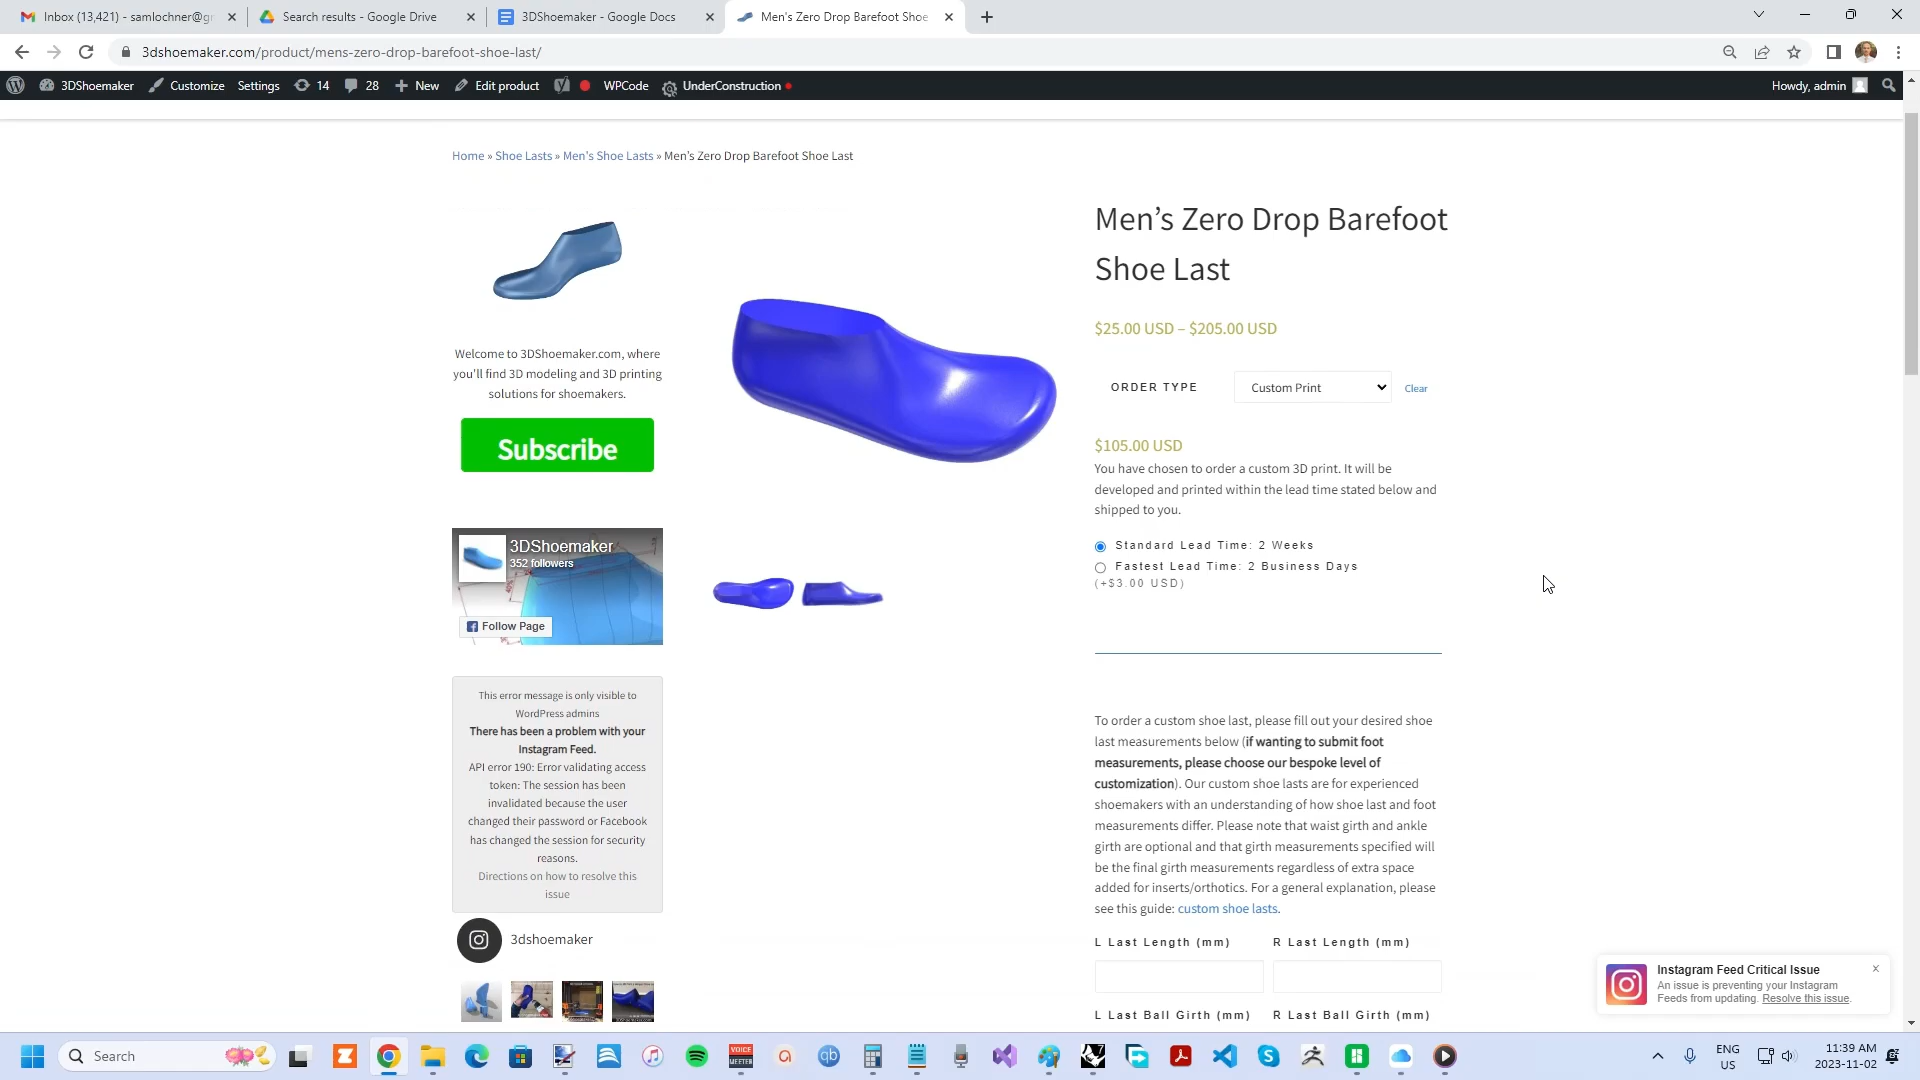 Inbox (13,421) - samlochner@gm
Search results - Google Drive
3DShoemaker - Google Docs
Men's Zero Drop Barefoot Shoe
3dshoemaker.com/product/mens-zero-drop-barefoot-shoe-last/
3DShoemaker
Customize
Settings
14
28
New
Edit product
WPCode
UnderConstruction
Howdy, admin
Home » Shoe Lasts » Men's Shoe Lasts » Men's Zero Drop Barefoot Shoe Last
Welcome to 3DShoemaker.com, where
you'll find 3D modeling and 3D printing
solutions for shoemakers.
Subscribe
3DShoemaker
352 followers
Follow Page
This error message is only visible to
WordPress admins
There has been a problem with your
Instagram Feed.
API error 190: Error validating access
token: The session has been
invalidated because the user
changed their password or Facebook
has changed the session for security
reasons.
Directions on how to resolve this
issue
3dshoemaker
Men's Zero Drop Barefoot
Shoe Last
$25.00 USD – $205.00 USD
ORDER TYPE
Custom Print
Clear
$105.00 USD
You have chosen to order a custom 3D print. It will be
developed and printed within the lead time stated below and
shipped to you.
Standard Lead Time: 2 Weeks
Fastest Lead Time: 2 Business Days
(+$3.00 USD)
To order a custom shoe last, please fill out your desired shoe
last measurements below (if wanting to submit foot
measurements, please choose our bespoke level of
customization). Our custom shoe lasts are for experienced
shoemakers with an understanding of how shoe last and foot
measurements differ. Please note that waist girth and ankle
girth are optional and that girth measurements specified will
be the final girth measurements regardless of extra space
added for inserts/orthotics. For a general explanation, please
see this guide: custom shoe lasts.
L Last Length (mm)
R Last Length (mm)
L Last Ball Girth (mm)
R Last Ball Girth (mm)
Instagram Feed Critical Issue
An issue is preventing your Instagram
Feeds from updating. Resolve this issue.
Search
VOICE
MEETER
qb
ENG
US
11:39 AM
2023-11-02